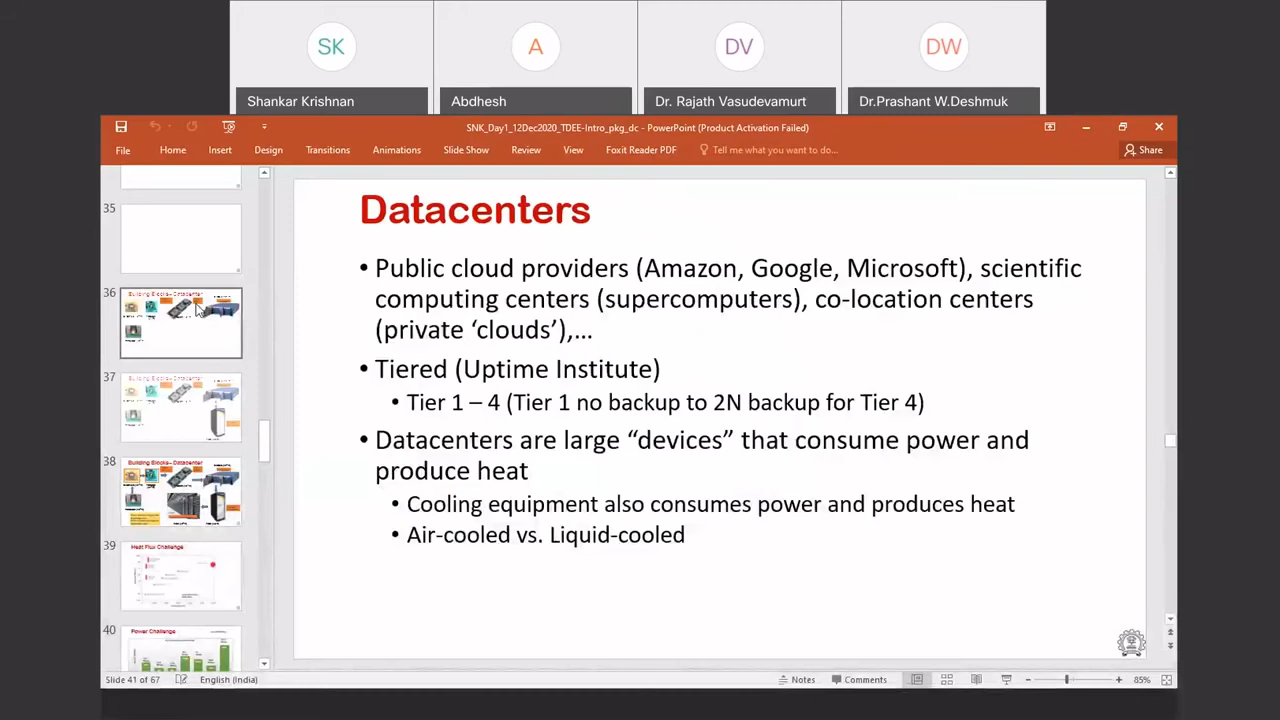 SK
A
DV
DW
Shankar Krishnan
Abdhesh
Dr. Rajath Vasudevamurt
Dr.Prashant W.Deshmuk
SNK_Day1_12Dec2020_TDEE-Intro_pkg_dc - PowerPoint (Product Activation Failed)
File Home Insert Design Transitions Animations Slide Show Review View Foxit Reader PDF Tell me what you want to do... Share
35
36
Building Blocks– Datacenter
37
38
Building Blocks– Datacenter
39
Heat Flux Challenge
40
Power Challenge
Datacenters
• Public cloud providers (Amazon, Google, Microsoft), scientific
computing centers (supercomputers), co-location centers
(private ‘clouds’),...
• Tiered (Uptime Institute)
• Tier 1 – 4 (Tier 1 no backup to 2N backup for Tier 4)
• Datacenters are large “devices” that consume power and
produce heat
• Cooling equipment also consumes power and produces heat
• Air-cooled vs. Liquid-cooled
Slide 41 of 67 English (India) Notes Comments 85%